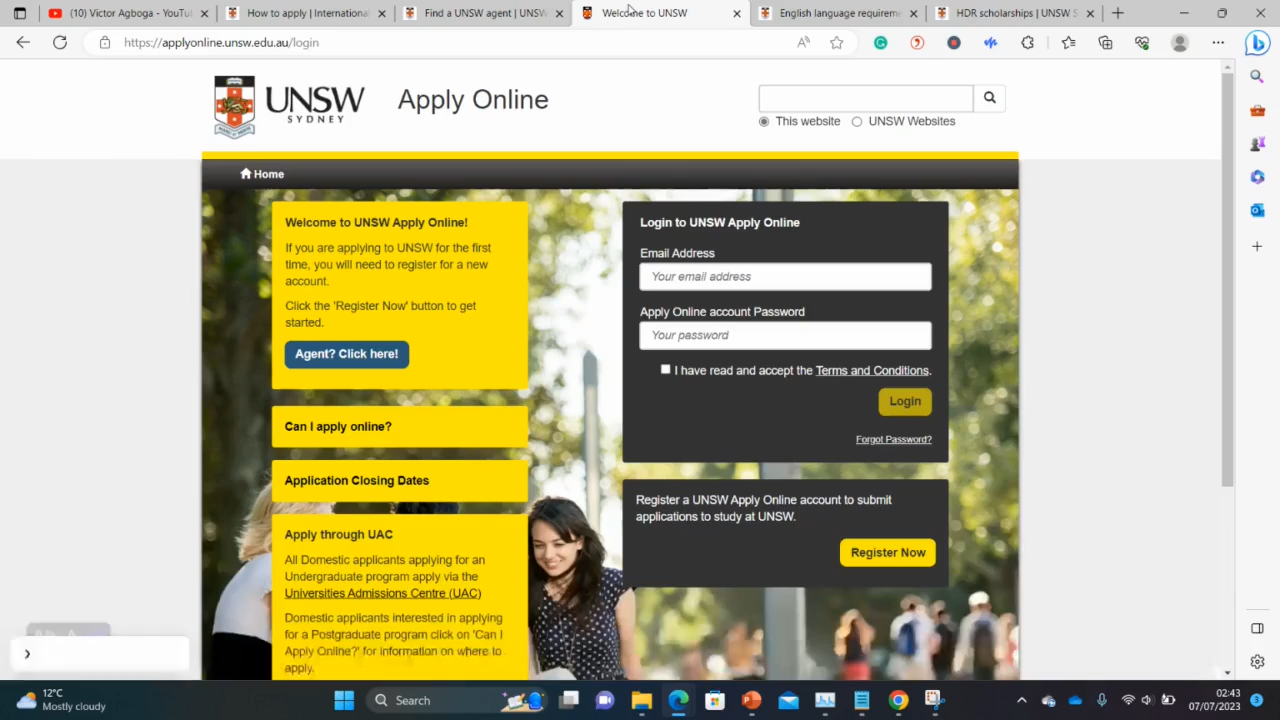 (10) Victor Agboga - YouTu
How to apply | International
Find a UNSW agent | UNSW
Welcome to UNSW
English language requirem
HDR scholarships | UNSW S
https://applyonline.unsw.edu.au/login
UNSW
SYDNEY
Apply Online
This website
UNSW Websites
Home
Welcome to UNSW Apply Online!
If you are applying to UNSW for the first
time, you will need to register for a new
account.
Click the 'Register Now' button to get
started.
Agent? Click here!
Can I apply online?
Application Closing Dates
Apply through UAC
All Domestic applicants applying for an
Undergraduate program apply via the
Universities Admissions Centre (UAC)
Domestic applicants interested in applying
for a Postgraduate program click on 'Can I
Apply Online?' for information on where to
apply.
Login to UNSW Apply Online
Email Address
Your email address
Apply Online account Password
Your password
I have read and accept the Terms and Conditions.
Login
Forgot Password?
Register a UNSW Apply Online account to submit
applications to study at UNSW.
Register Now
12°C
Mostly cloudy
Search
02:43
07/07/2023
3